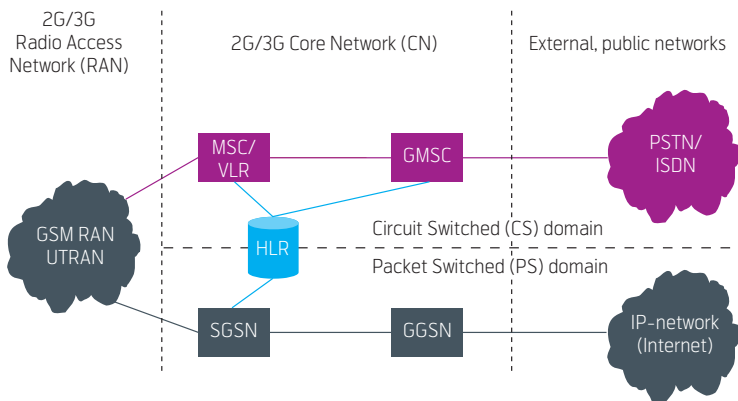 2G/3G
Radio Access
Network (RAN)
2G/3G Core Network (CN)
External, public networks
MSC/
VLR
GMSC
PSTN/
ISDN
GSM RAN
UTRAN
HLR
Circuit Switched (CS) domain
Packet Switched (PS) domain
SGSN
GGSN
IP-network
(Internet)